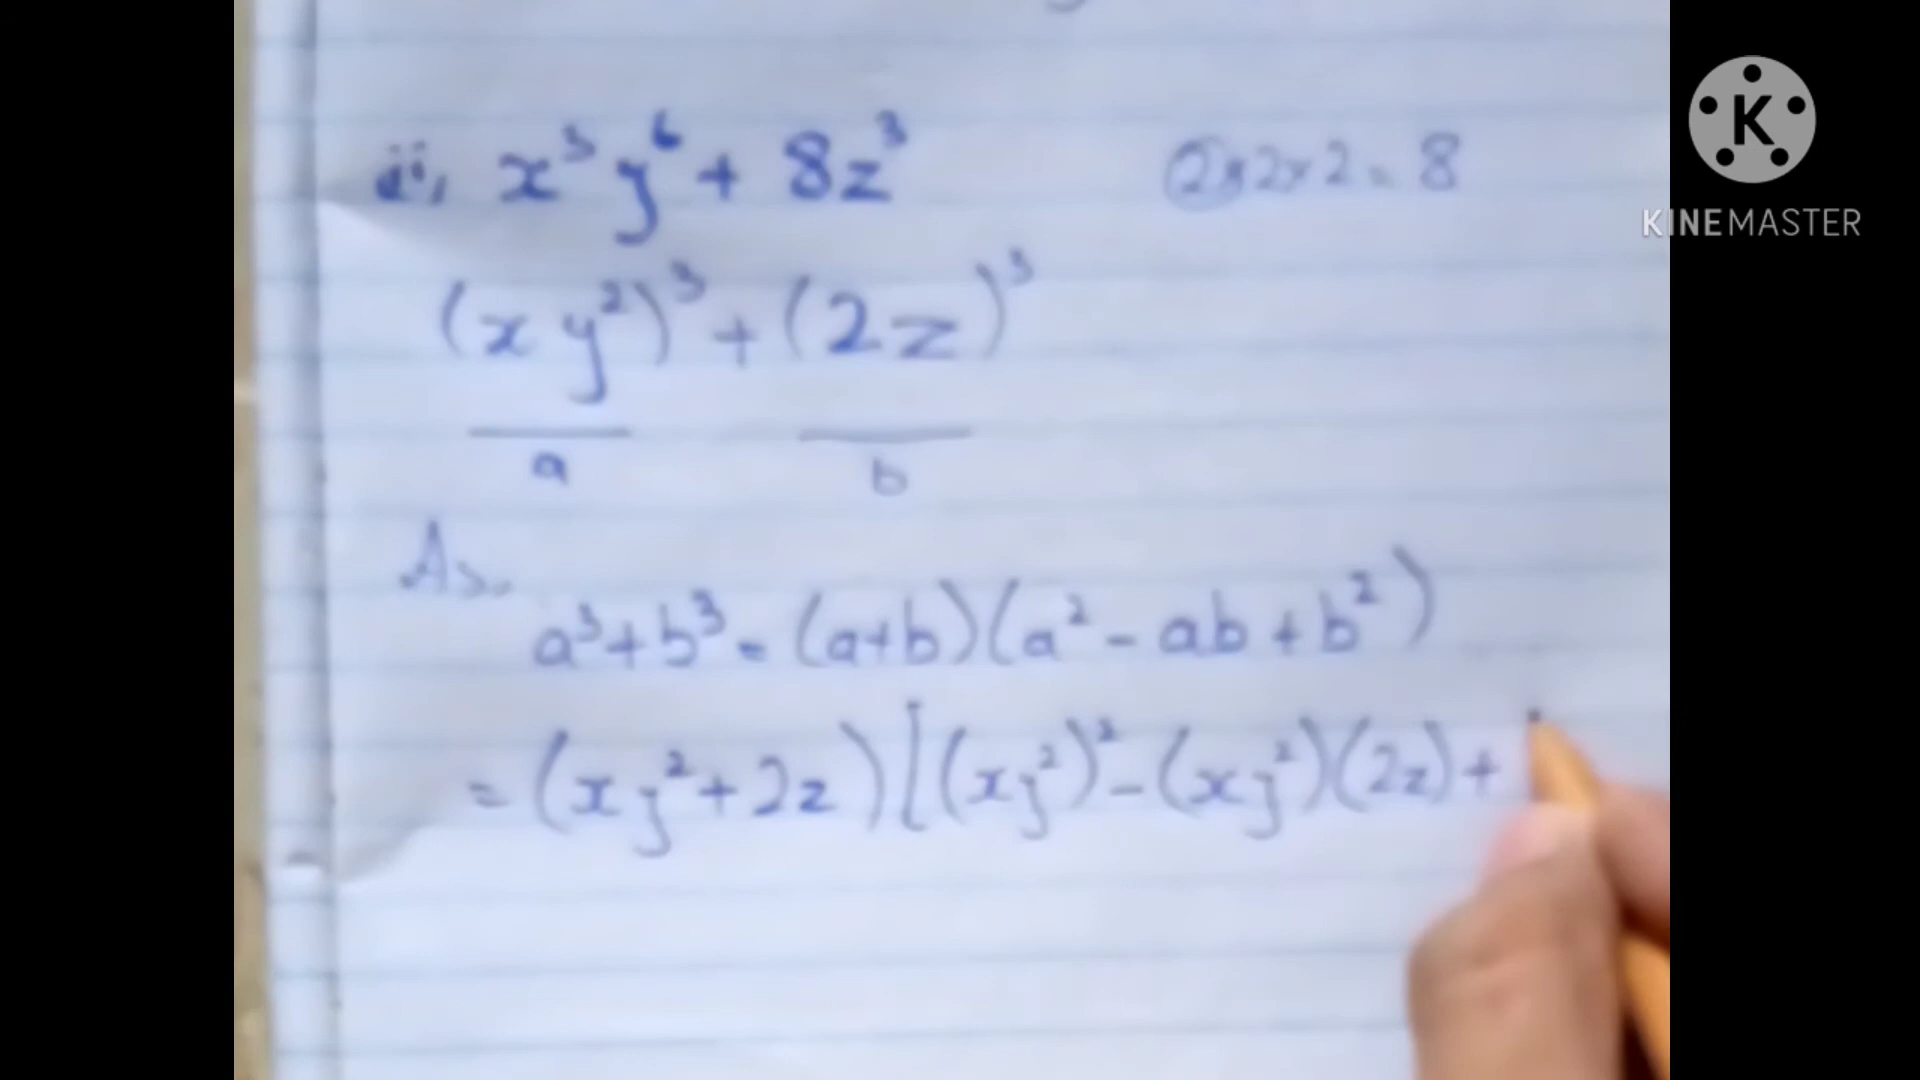 ii, x³y⁶ + 8z³
2×2×2 = 8
(xy²)³ + (2z)³
a b
As,
a³+b³ = (a+b)(a² - ab + b²)
= (xy²+2z)[(xy²)² - (xy²)(2z) +
K
KINEMASTER